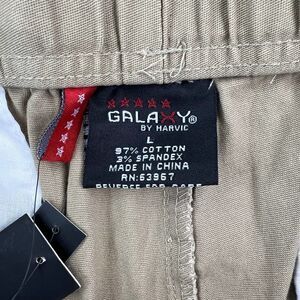 GALAXY®
BY HARVIC
L
97% COTTON
3% SPANDEX
MADE IN CHINA
RN:63967
REVERSE FOR CARE